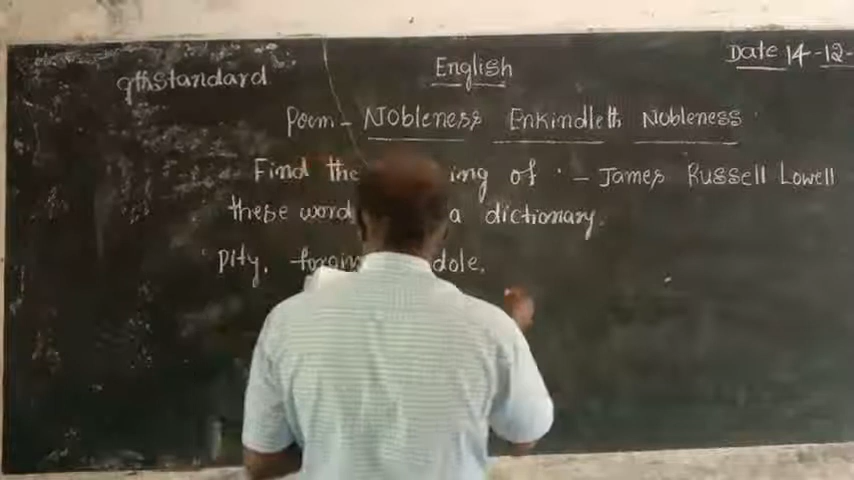 9thstandard English Date 14-12-
Poem - Nobleness Enkindleth Nobleness
- James Russell Lowell
Find the ing of
these word a dictionary.
Pity, dole,